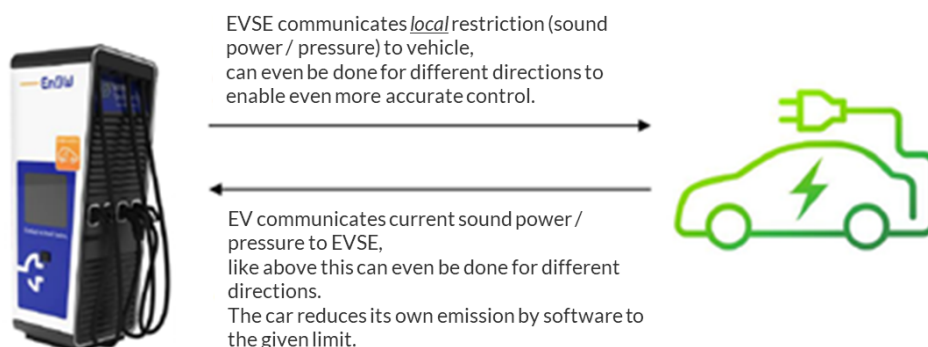 EVSE communicates local restriction (sound
power / pressure) to vehicle,
can even be done for different directions to
enable even more accurate control.
EnBW
EV communicates current sound power /
pressure to EVSE,
like above this can even be done for different
directions.
The car reduces its own emission by software to
the given limit.